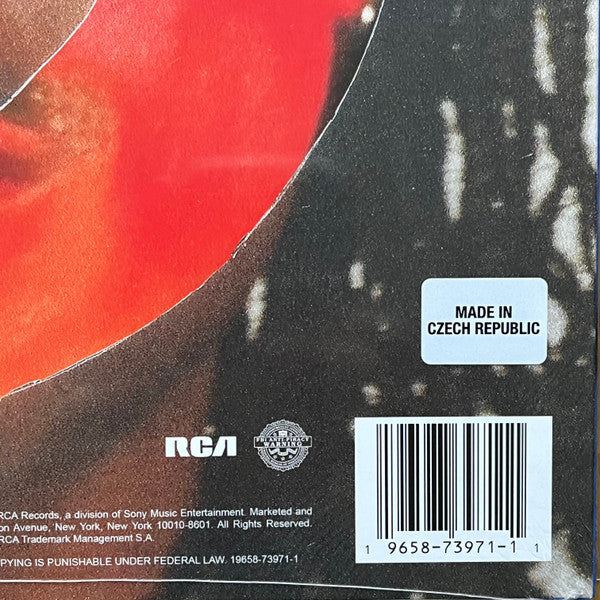 MADE IN
CZECH REPUBLIC
RCA
FBI ANTI-PIRACY
WARNING
RCA Records, a division of Sony Music Entertainment. Marketed and
on Avenue, New York, New York 10010-8601. All Rights Reserved.
RCA Trademark Management S.A.
PYING IS PUNISHABLE UNDER FEDERAL LAW. 19658-73971-1
1 9658-73971-1 1